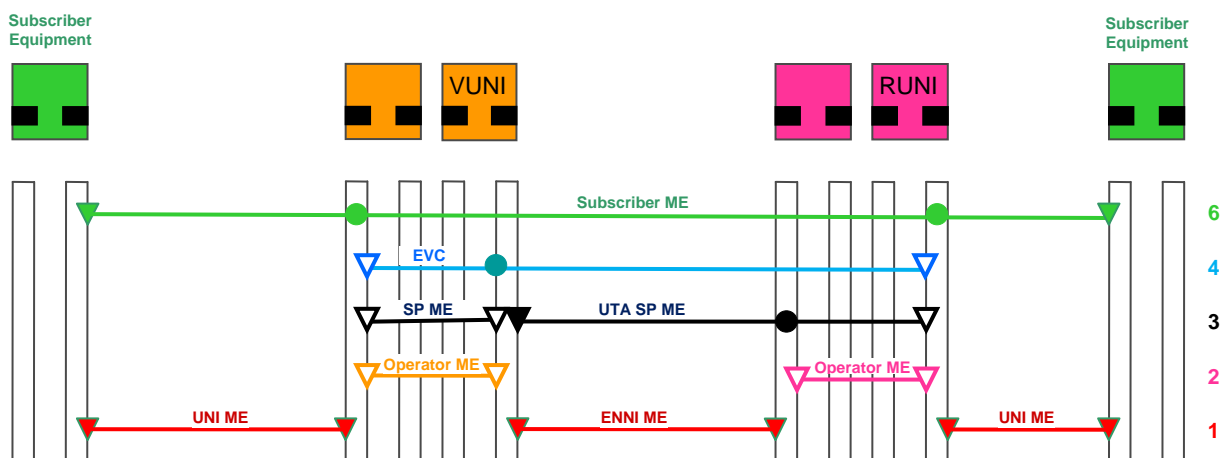 Subscriber
Equipment
Subscriber
Equipment
VUNI
RUNI
Subscriber ME
6
EVC
4
SP ME
UTA SP ME
3
Operator ME
Operator ME
2
UNI ME
ENNI ME
UNI ME
1